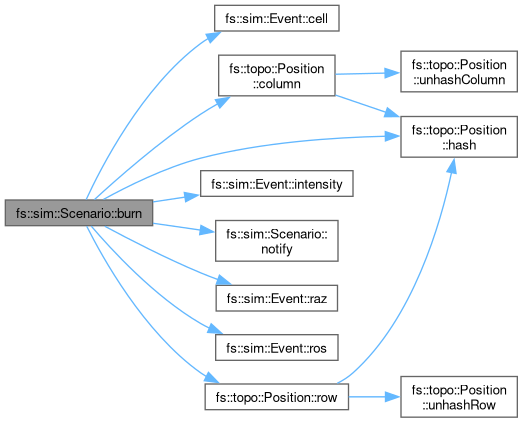 fs::sim::Event::cell
fs::topo::Position
::column
fs::topo::Position
::unhashColumn
fs::topo::Position
::hash
fs::sim::Event::intensity
fs::sim::Scenario::burn
fs::sim::Scenario::
notify
fs::sim::Event::raz
fs::sim::Event::ros
fs::topo::Position::row
fs::topo::Position
::unhashRow